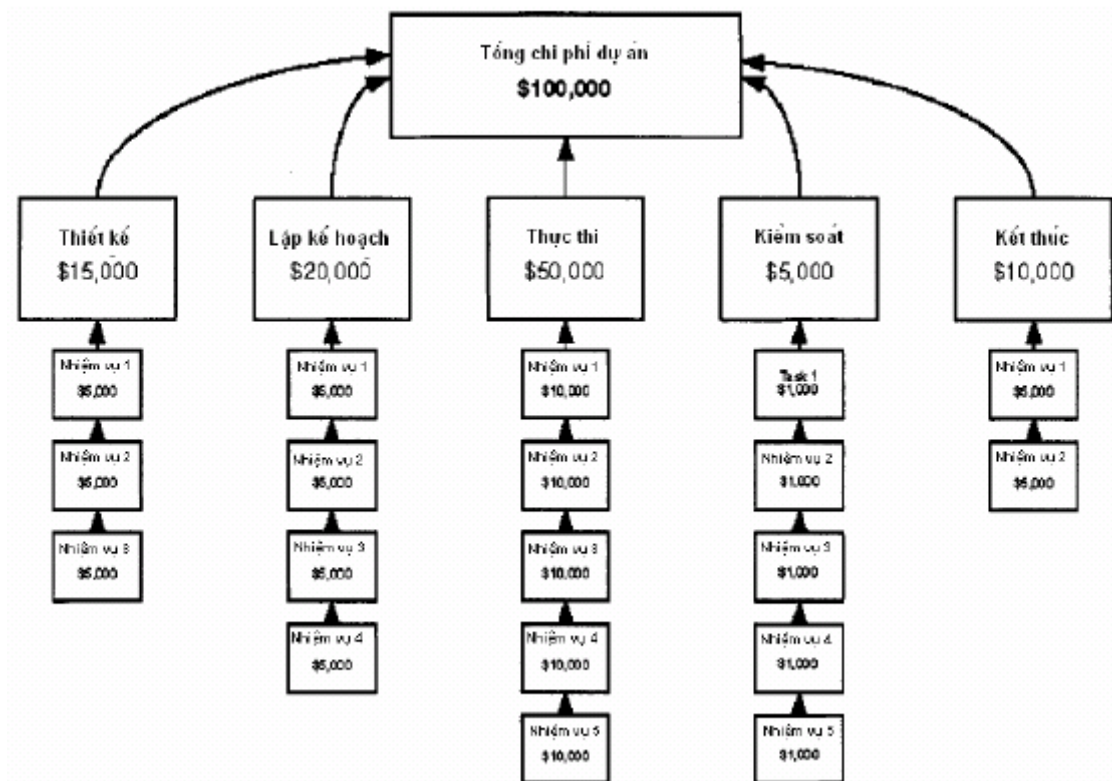 Tổng chi phí dự án
$100,000
Thiết kế
$15,000
Lập kế hoạch
$20,000
Thực thi
$50,000
Kiểm soát
$5,000
Kết thúc
$10,000
Nhiệm vụ 1
$5,000
Nhiệm vụ 2
$5,000
Nhiệm vụ 3
$5,000
Nhiệm vụ 1
$5,000
Nhiệm vụ 2
$5,000
Nhiệm vụ 3
$5,000
Nhiệm vụ 4
$5,000
Nhiệm vụ 1
$10,000
Nhiệm vụ 2
$10,000
Nhiệm vụ 3
$10,000
Nhiệm vụ 4
$10,000
Nhiệm vụ 5
$10,000
Task 1
$1,000
Nhiệm vụ 2
$1,000
Nhiệm vụ 3
$1,000
Nhiệm vụ 4
$1,000
Nhiệm vụ 5
$1,000
Nhiệm vụ 1
$5,000
Nhiệm vụ 2
$5,000